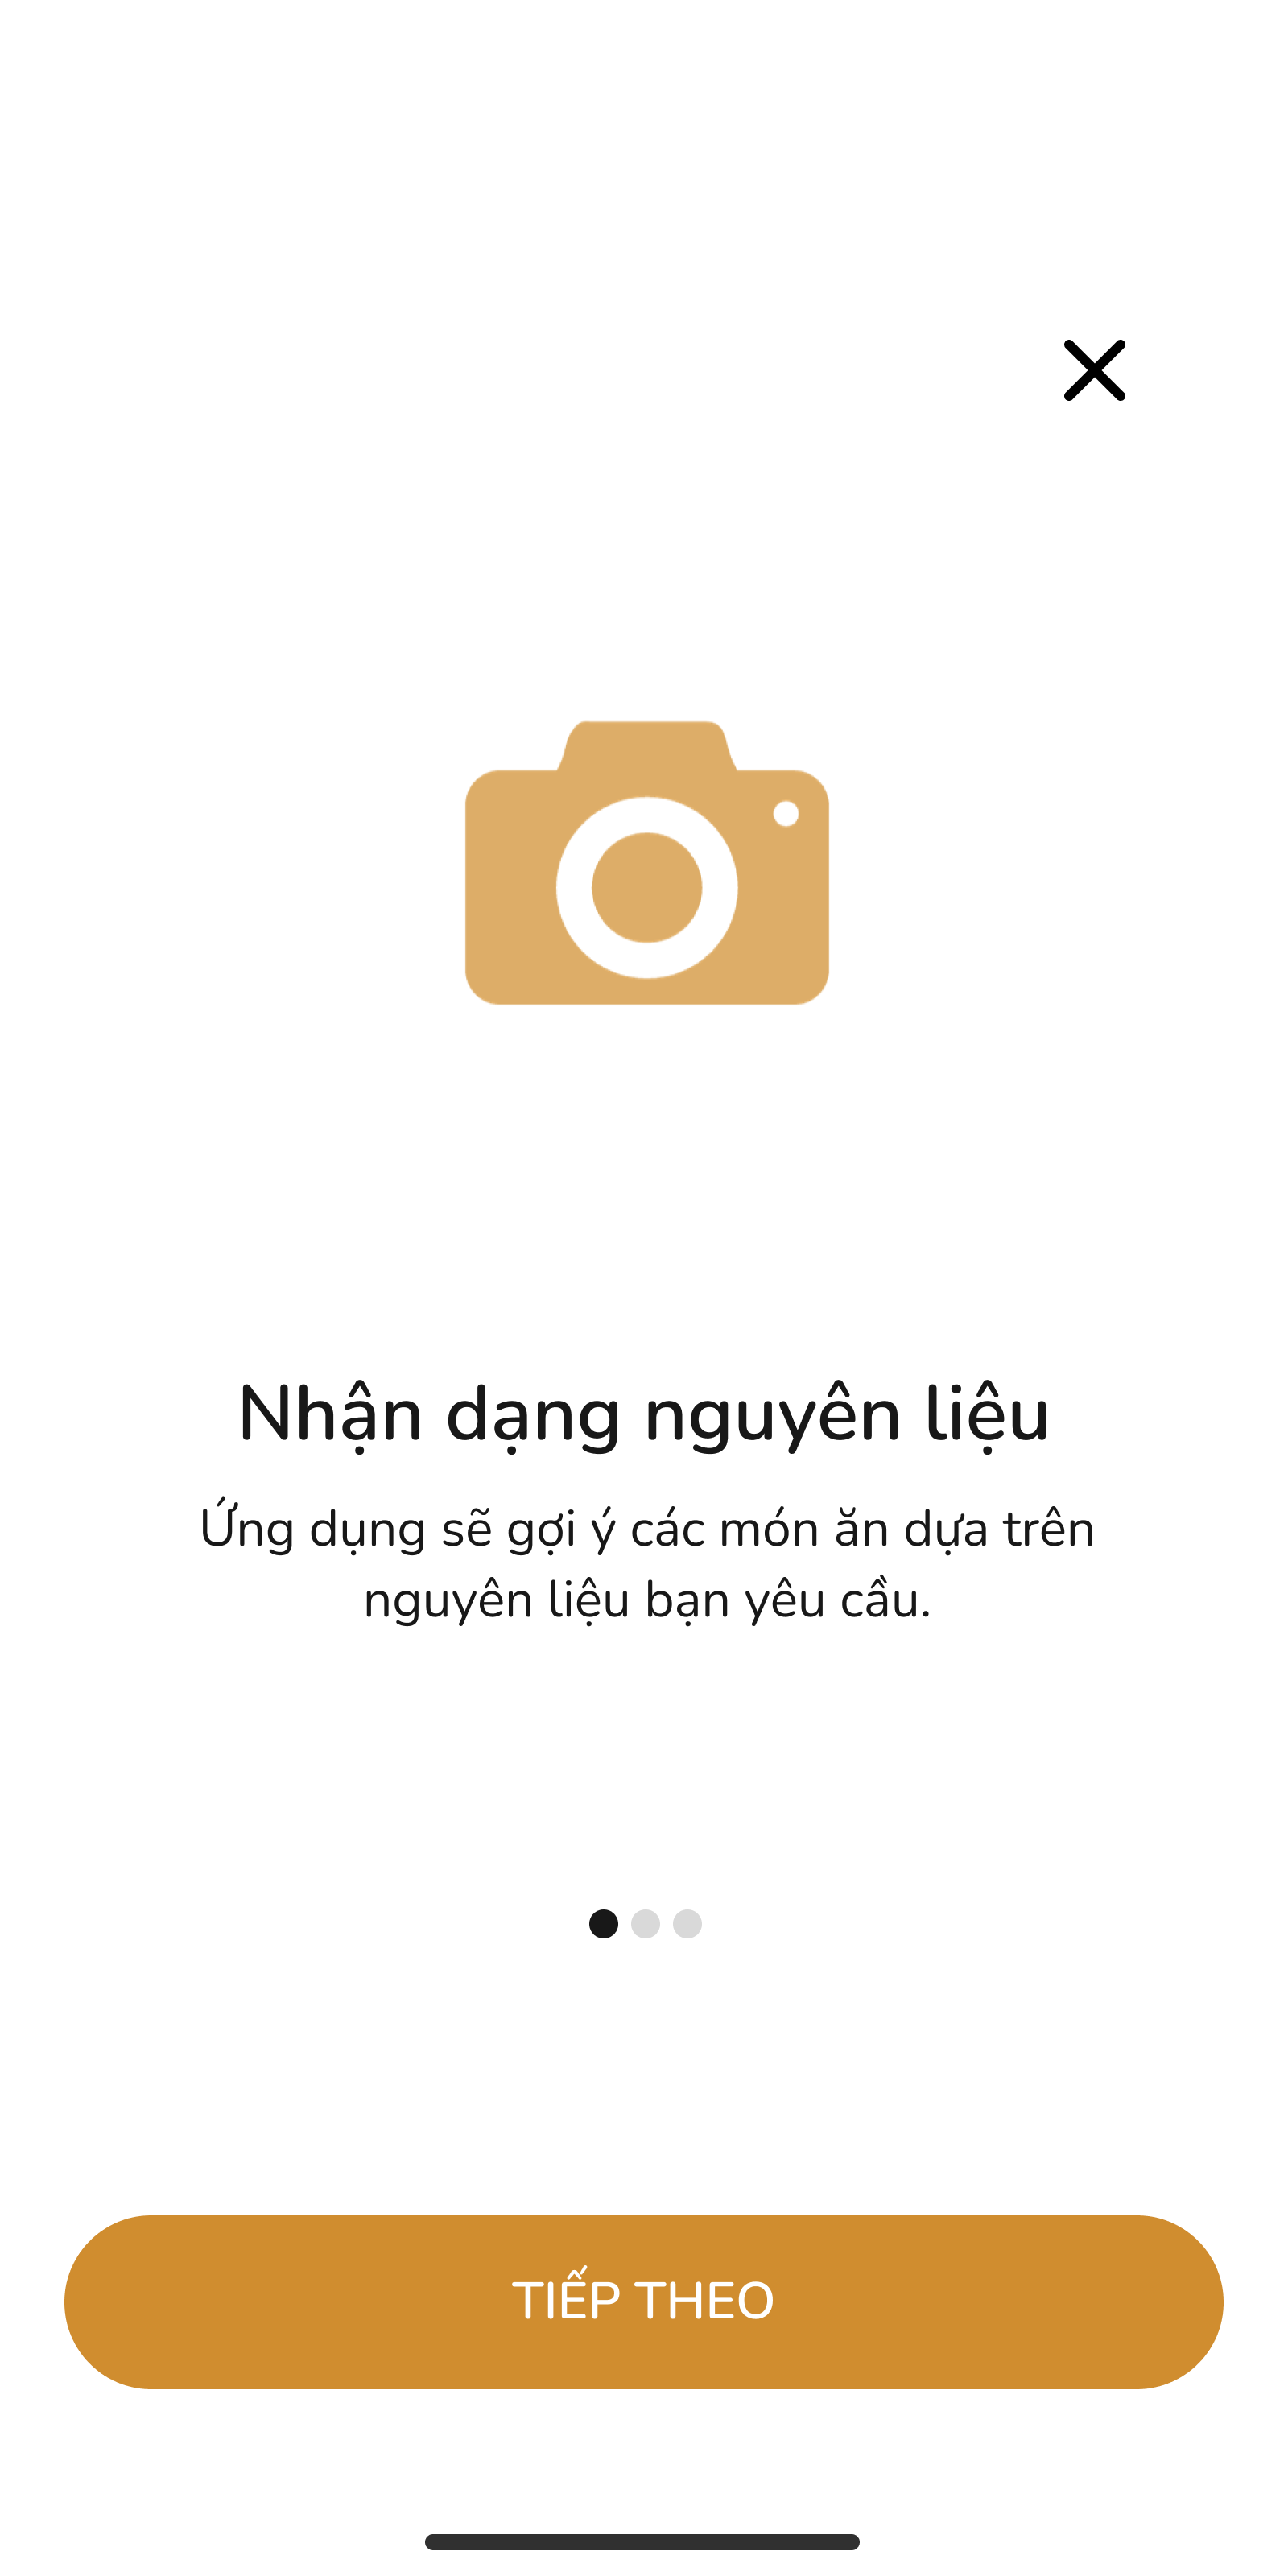 Nhận dạng nguyên liệu
Ứng dụng sẽ gợi ý các món ăn dựa trên
nguyên liệu bạn yêu cầu.
TIẾP THEO